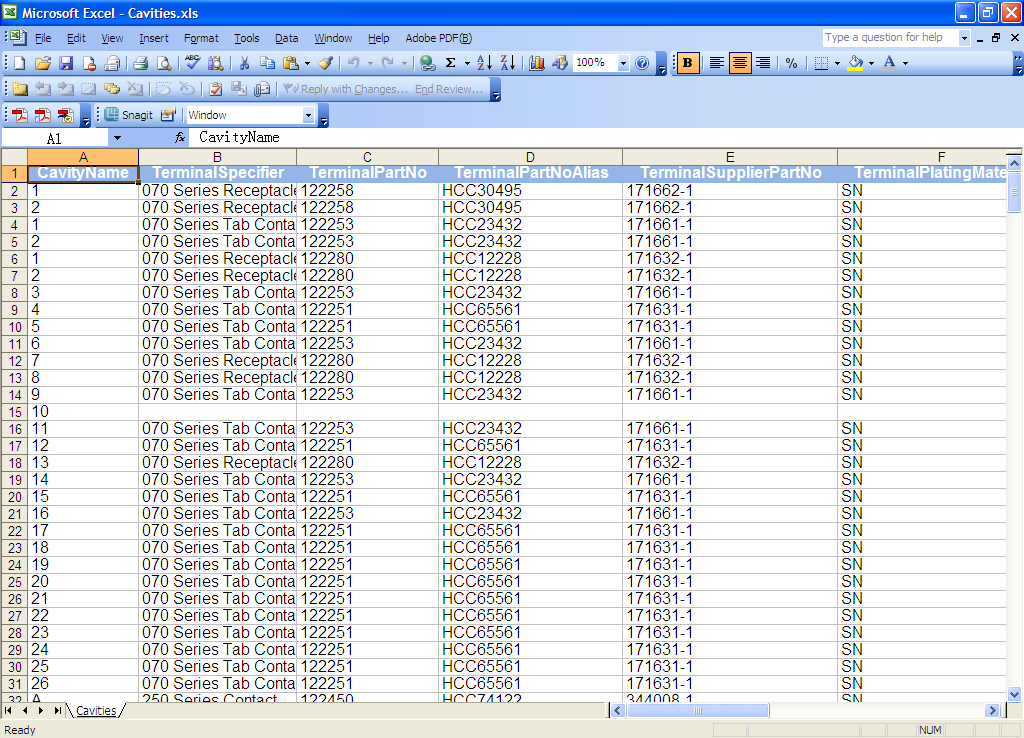 Microsoft Excel - Cavities.xls
File Edit View Insert Format Tools Data Window Help Adobe PDF(B) Type a question for help
100% B % A
Reply with Changes... End Review...
Snagit Window
A1 fx CavityName
A B C D E F
1 CavityName TerminalSpecifier TerminalPartNo TerminalPartNoAlias TerminalSupplierPartNo TerminalPlatingMate
2 1 070 Series Receptacle 122258 HCC30495 171662-1 SN
3 2 070 Series Receptacle 122258 HCC30495 171662-1 SN
4 1 070 Series Tab Conta 122253 HCC23432 171661-1 SN
5 2 070 Series Tab Conta 122253 HCC23432 171661-1 SN
6 1 070 Series Receptacle 122280 HCC12228 171632-1 SN
7 2 070 Series Receptacle 122280 HCC12228 171632-1 SN
8 3 070 Series Tab Conta 122253 HCC23432 171661-1 SN
9 4 070 Series Tab Conta 122251 HCC65561 171631-1 SN
10 5 070 Series Tab Conta 122251 HCC65561 171631-1 SN
11 6 070 Series Tab Conta 122253 HCC23432 171661-1 SN
12 7 070 Series Receptacle 122280 HCC12228 171632-1 SN
13 8 070 Series Receptacle 122280 HCC12228 171632-1 SN
14 9 070 Series Tab Conta 122253 HCC23432 171661-1 SN
15 10
16 11 070 Series Tab Conta 122253 HCC23432 171661-1 SN
17 12 070 Series Tab Conta 122251 HCC65561 171631-1 SN
18 13 070 Series Receptacle 122280 HCC12228 171632-1 SN
19 14 070 Series Tab Conta 122253 HCC23432 171661-1 SN
20 15 070 Series Tab Conta 122251 HCC65561 171631-1 SN
21 16 070 Series Tab Conta 122253 HCC23432 171661-1 SN
22 17 070 Series Tab Conta 122251 HCC65561 171631-1 SN
23 18 070 Series Tab Conta 122251 HCC65561 171631-1 SN
24 19 070 Series Tab Conta 122251 HCC65561 171631-1 SN
25 20 070 Series Tab Conta 122251 HCC65561 171631-1 SN
26 21 070 Series Tab Conta 122251 HCC65561 171631-1 SN
27 22 070 Series Tab Conta 122251 HCC65561 171631-1 SN
28 23 070 Series Tab Conta 122251 HCC65561 171631-1 SN
29 24 070 Series Tab Conta 122251 HCC65561 171631-1 SN
30 25 070 Series Tab Conta 122251 HCC65561 171631-1 SN
31 26 070 Series Tab Conta 122251 HCC65561 171631-1 SN
32 A 250 Series Contact 122450 HCC74122 344008-1 SN
Cavities
Ready NUM